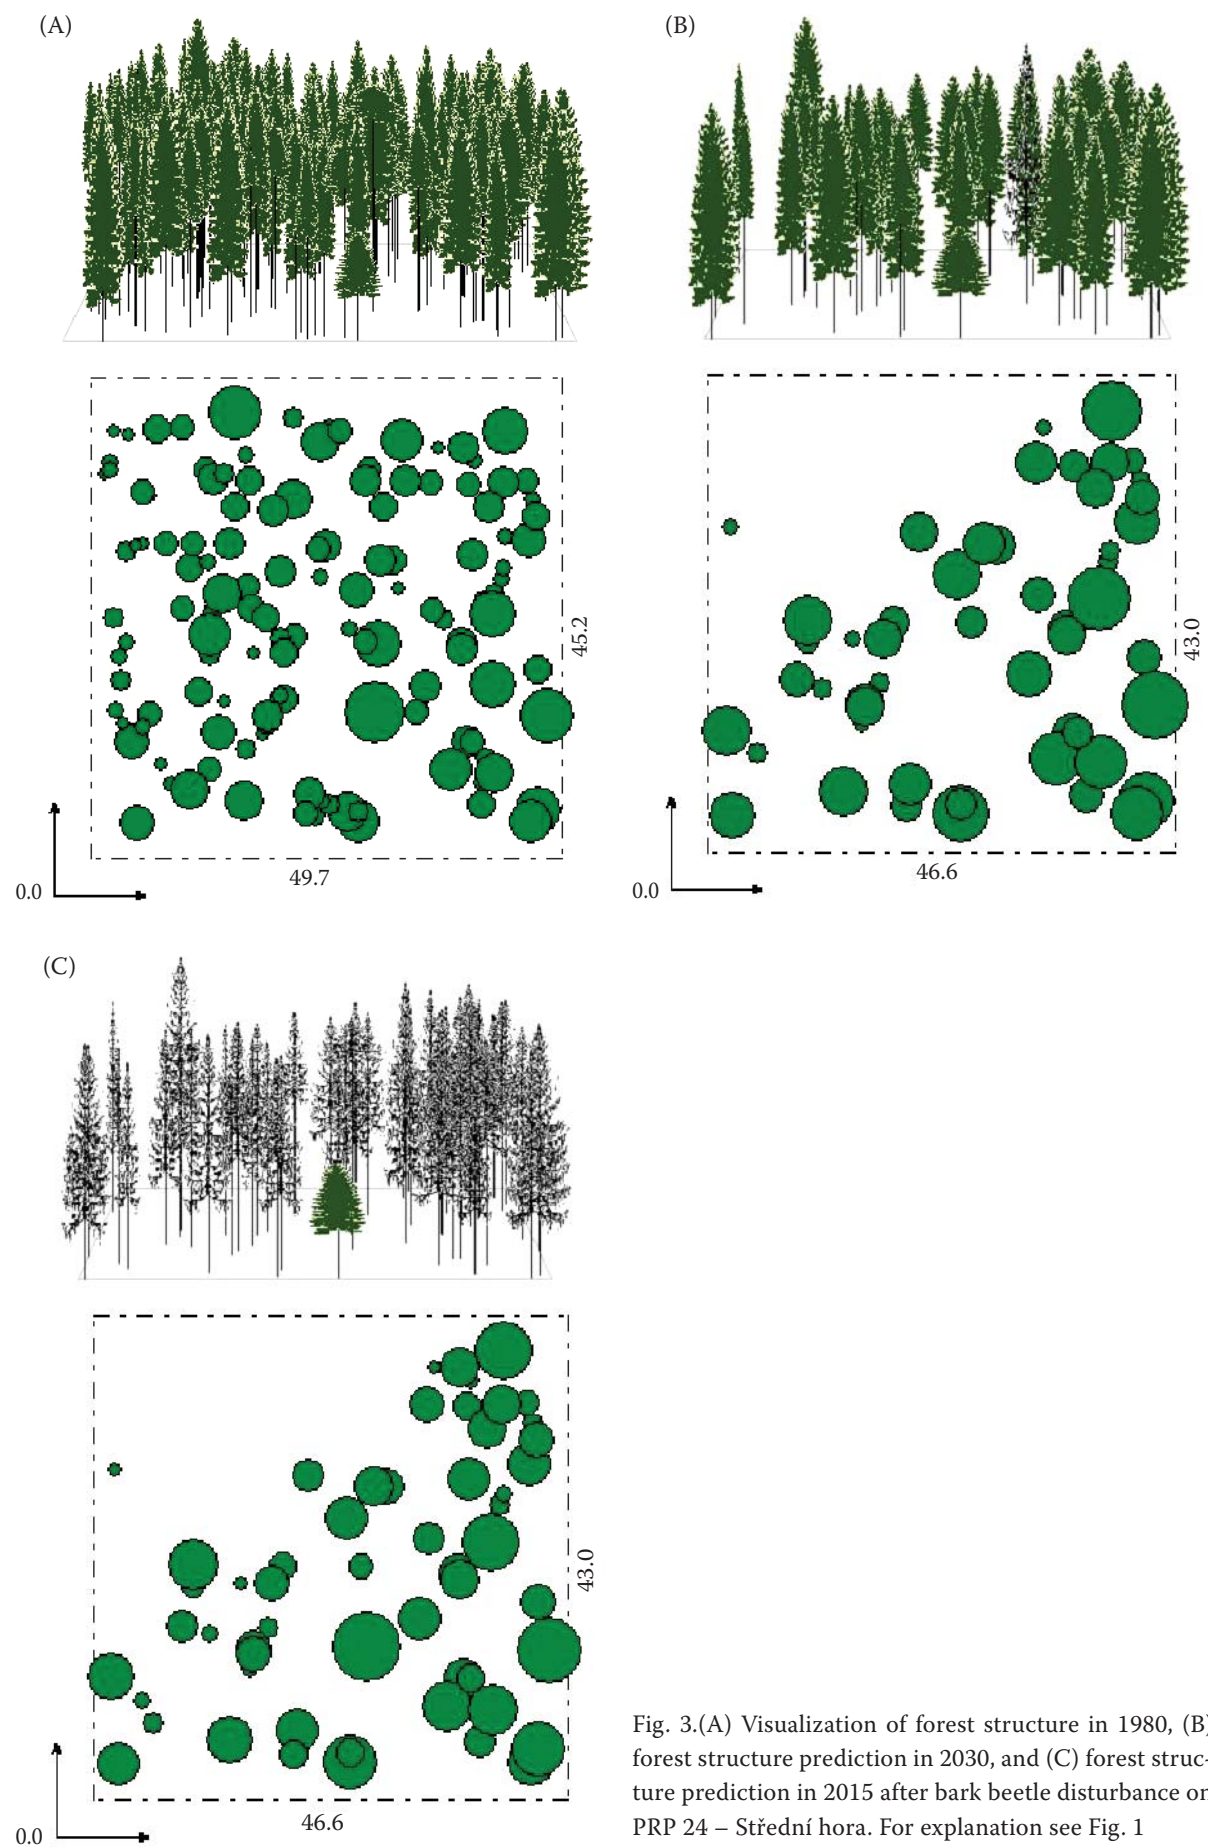 (A)
(B)
45.2
43.0
49.7
46.6
0.0
0.0
(C)
43.0
46.6
0.0
Fig. 3.(A) Visualization of forest structure in 1980, (B)
forest structure prediction in 2030, and (C) forest struc-
ture prediction in 2015 after bark beetle disturbance on
PRP 24 – Střední hora. For explanation see Fig. 1